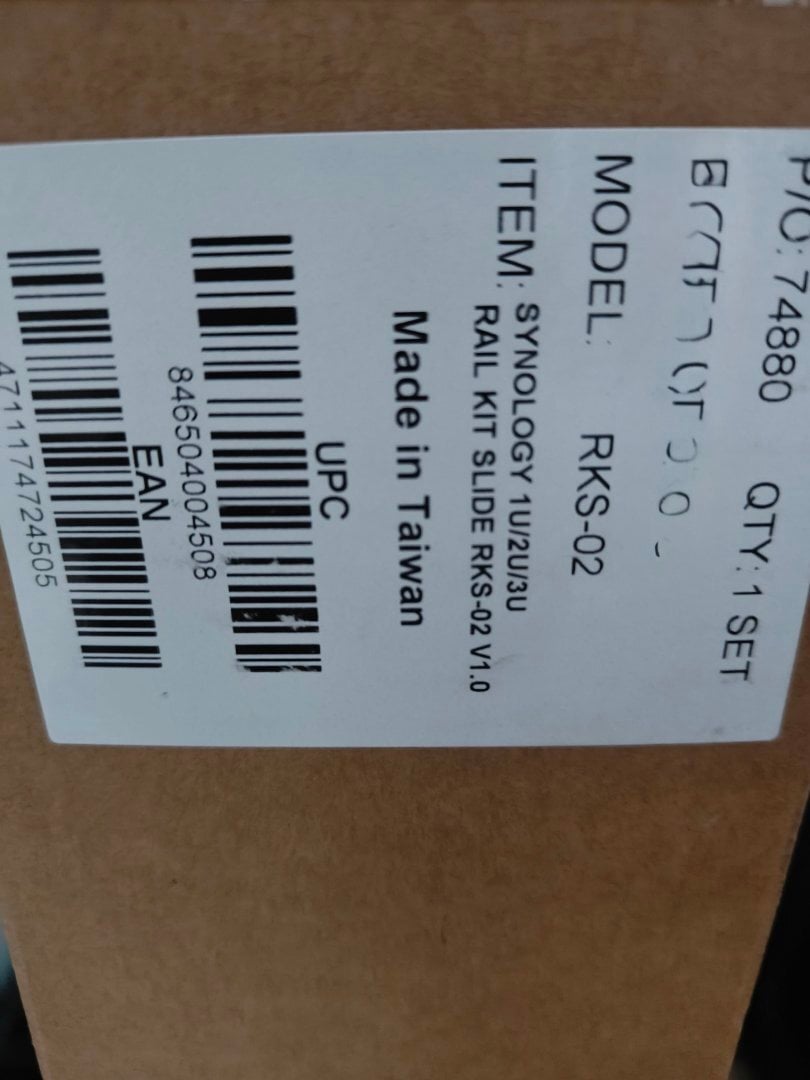 P/O: 74880 QTY: 1 SET
MODEL: RKS-02
ITEM: SYNOLOGY 1U/2U/3U
RAIL KIT SLIDE RKS-02 V1.0
Made in Taiwan
UPC
846504004508
EAN
4711174724505